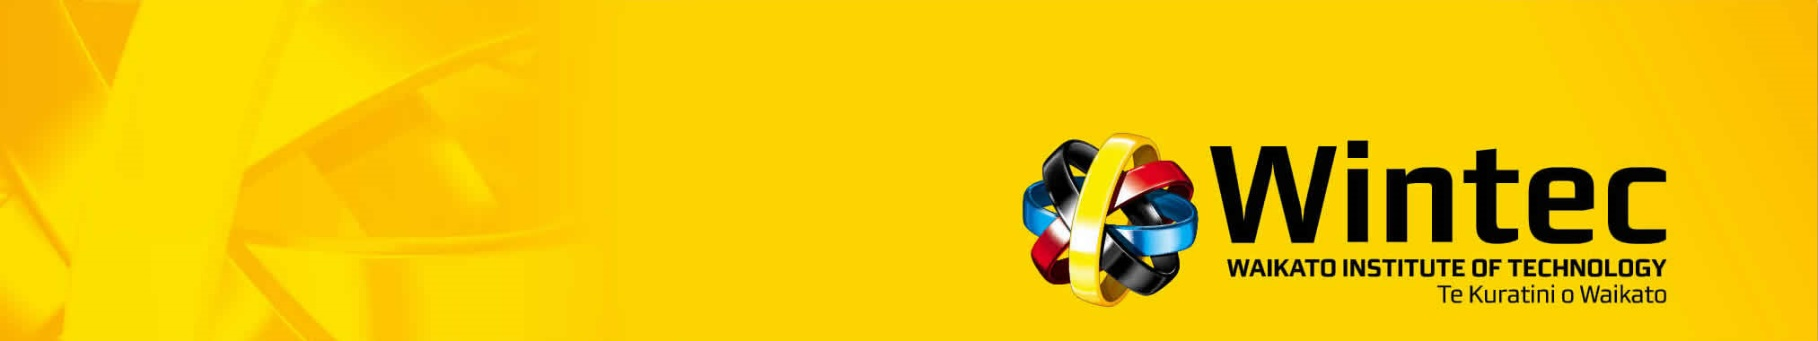 Wintec
WAIKATO INSTITUTE OF TECHNOLOGY
Te Kuratini o Waikato